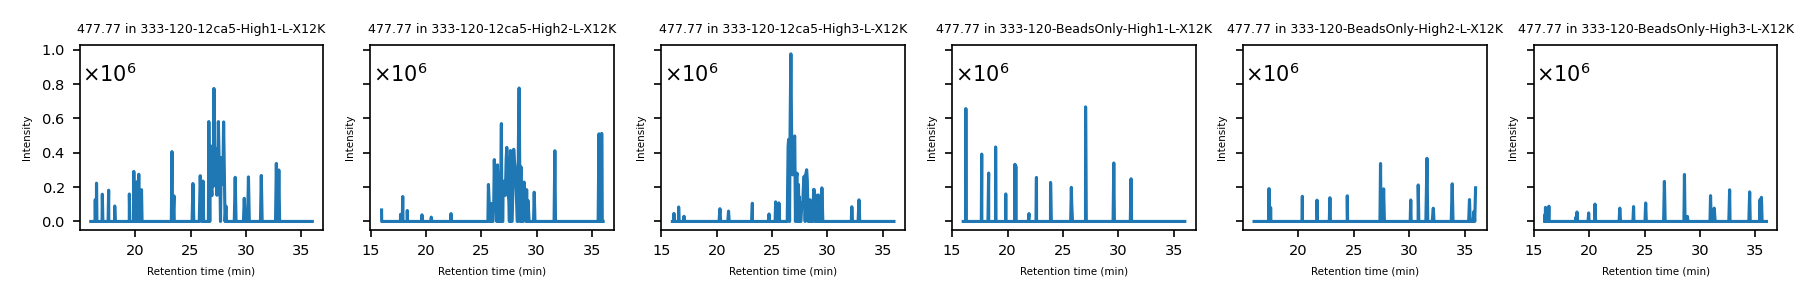 477.77 in 333-120-12ca5-High1-L-X12K
477.77 in 333-120-12ca5-High2-L-X12K
477.77 in 333-120-12ca5-High3-L-X12K
477.77 in 333-120-BeadsOnly-High1-L-X12K
477.77 in 333-120-BeadsOnly-High2-L-X12K
477.77 in 333-120-BeadsOnly-High3-L-X12K
×10⁶ ×10⁶ ×10⁶ ×10⁶ ×10⁶ ×10⁶
1.0
0.8
0.6
0.4
0.2
0.0
Intensity Intensity Intensity Intensity Intensity Intensity
20 25 30 35
15 20 25 30 35
15 20 25 30 35
15 20 25 30 35
20 25 30 35
15 20 25 30 35
Retention time (min) Retention time (min) Retention time (min) Retention time (min) Retention time (min) Retention time (min)